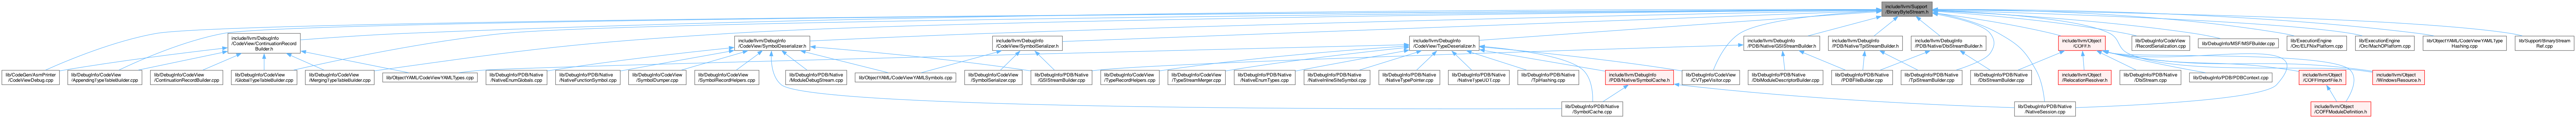 include/llvm/Support
/BinaryByteStream.h
include/llvm/DebugInfo
/CodeView/ContinuationRecord
Builder.h
include/llvm/DebugInfo
/CodeView/SymbolDeserializer.h
include/llvm/DebugInfo
/CodeView/SymbolSerializer.h
include/llvm/DebugInfo
/CodeView/TypeDeserializer.h
include/llvm/DebugInfo
/PDB/Native/GSIStreamBuilder.h
include/llvm/DebugInfo
/PDB/Native/TpiStreamBuilder.h
include/llvm/DebugInfo
/PDB/Native/DbiStreamBuilder.h
include/llvm/Object
/COFF.h
lib/DebugInfo/CodeView
/RecordSerialization.cpp
lib/DebugInfo/MSF/MSFBuilder.cpp
lib/ExecutionEngine
/Orc/ELFNixPlatform.cpp
lib/ExecutionEngine
/Orc/MachOPlatform.cpp
lib/ObjectYAML/CodeViewYAMLType
Hashing.cpp
lib/Support/BinaryStream
Ref.cpp
lib/CodeGen/AsmPrinter
/CodeViewDebug.cpp
lib/DebugInfo/CodeView
/AppendingTypeTableBuilder.cpp
lib/DebugInfo/CodeView
/ContinuationRecordBuilder.cpp
lib/DebugInfo/CodeView
/GlobalTypeTableBuilder.cpp
lib/DebugInfo/CodeView
/MergingTypeTableBuilder.cpp
lib/ObjectYAML/CodeViewYAMLTypes.cpp
lib/DebugInfo/PDB/Native
/NativeEnumGlobals.cpp
lib/DebugInfo/PDB/Native
/NativeFunctionSymbol.cpp
lib/DebugInfo/CodeView
/SymbolDumper.cpp
lib/DebugInfo/CodeView
/SymbolRecordHelpers.cpp
lib/DebugInfo/PDB/Native
/ModuleDebugStream.cpp
lib/ObjectYAML/CodeViewYAMLSymbols.cpp
lib/DebugInfo/CodeView
/SymbolSerializer.cpp
lib/DebugInfo/PDB/Native
/GSIStreamBuilder.cpp
lib/DebugInfo/CodeView
/TypeRecordHelpers.cpp
lib/DebugInfo/CodeView
/TypeStreamMerger.cpp
lib/DebugInfo/PDB/Native
/NativeEnumTypes.cpp
lib/DebugInfo/PDB/Native
/NativeInlineSiteSymbol.cpp
lib/DebugInfo/PDB/Native
/NativeTypePointer.cpp
lib/DebugInfo/PDB/Native
/NativeTypeUDT.cpp
lib/DebugInfo/PDB/Native
/TpiHashing.cpp
include/llvm/DebugInfo
/PDB/Native/SymbolCache.h
lib/DebugInfo/CodeView
/CVTypeVisitor.cpp
lib/DebugInfo/PDB/Native
/DbiModuleDescriptorBuilder.cpp
lib/DebugInfo/PDB/Native
/PDBFileBuilder.cpp
lib/DebugInfo/PDB/Native
/TpiStreamBuilder.cpp
lib/DebugInfo/PDB/Native
/DbiStreamBuilder.cpp
include/llvm/Object
/RelocationResolver.h
lib/DebugInfo/PDB/Native
/DbiStream.cpp
lib/DebugInfo/PDB/PDBContext.cpp
include/llvm/Object
/COFFImportFile.h
include/llvm/Object
/WindowsResource.h
lib/DebugInfo/PDB/Native
/SymbolCache.cpp
lib/DebugInfo/PDB/Native
/NativeSession.cpp
include/llvm/Object
/COFFModuleDefinition.h